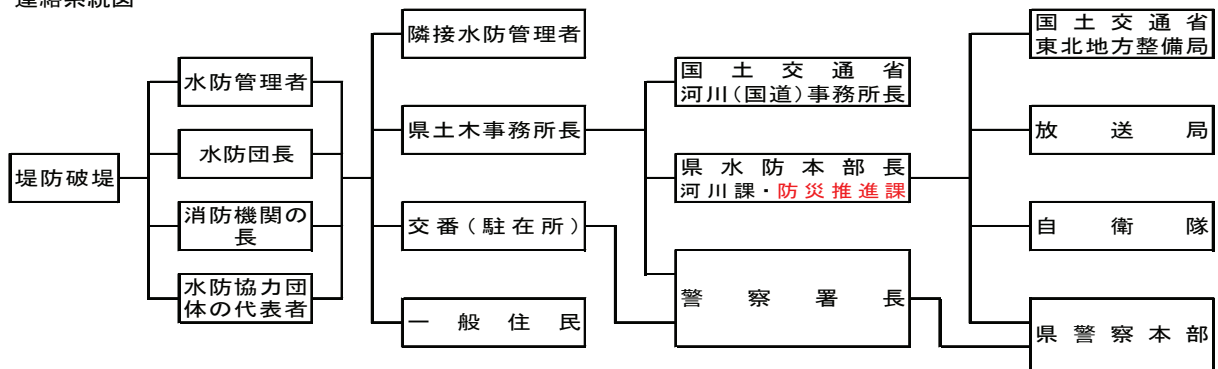 連絡系統図
堤防破堤
水防管理者
水防団長
消防機関の
長
水防協力団
体の代表者
隣接水防管理者
県土木事務所長
交番(駐在所)
一般住民
国土交通省
河川(国道)事務所長
県水防本部長
河川課・防災推進課
警察署長
国土交通省
東北地方整備局
放送局
自衛隊
県警察本部